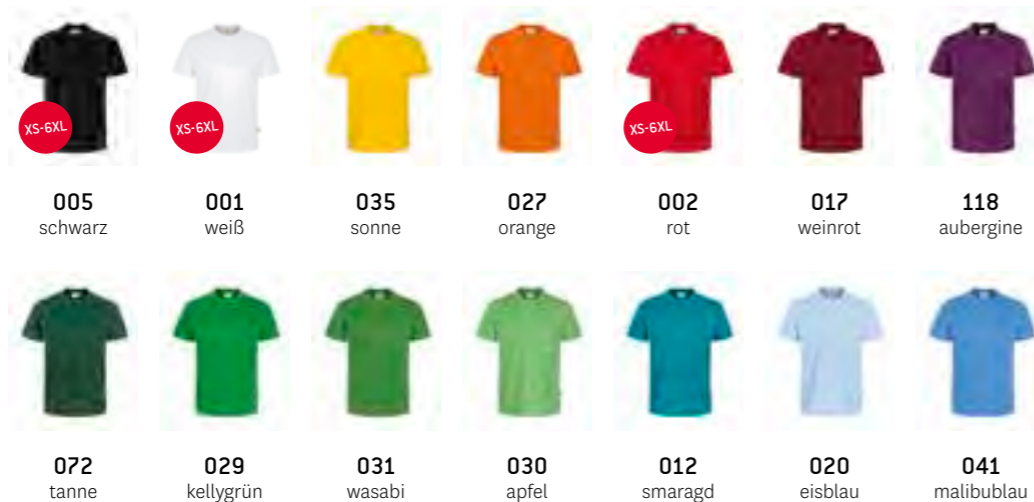 XS-6XL
XS-6XL
XS-6XL
005 001 035 027 002 017 118
schwarz weiß sonne orange rot weinrot aubergine
072 029 031 030 012 020 041
tanne kellygrün wasabi apfel smaragd eisblau malibublau